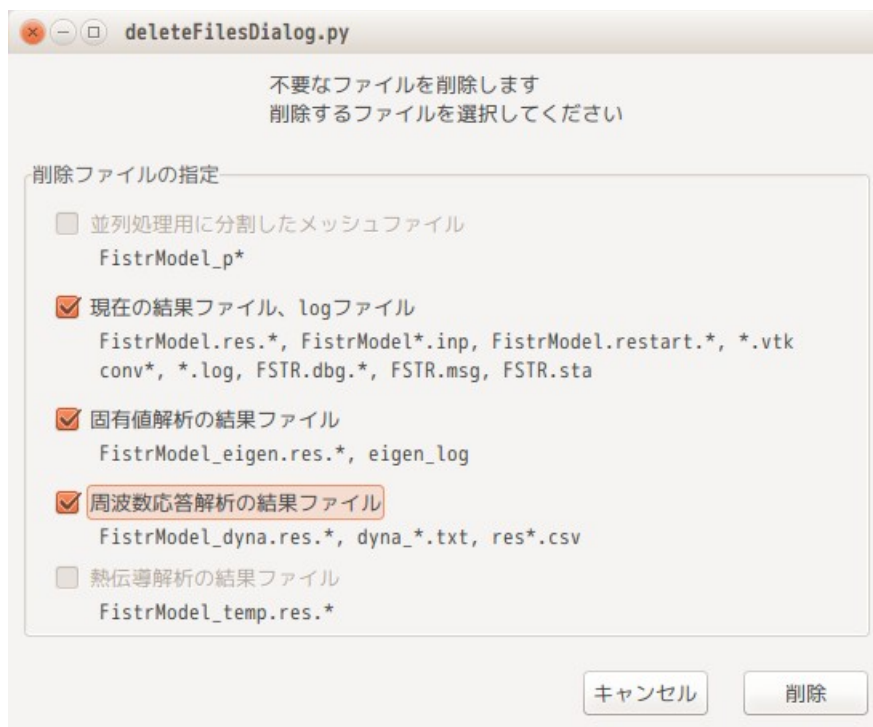 deleteFilesDialog.py
不要なファイルを削除します
削除するファイルを選択してください
削除ファイルの指定
並列処理用に分割したメッシュファイル
FistrModel_p*
現在の結果ファイル、logファイル
FistrModel.res.*, FistrModel*.inp, FistrModel.restart.*, *.vtk
conv*, *.log, FSTR.dbg.*, FSTR.msg, FSTR.sta
固有値解析の結果ファイル
FistrModel_eigen.res.*, eigen_log
周波数応答解析の結果ファイル
FistrModel_dyna.res.*, dyna_*.txt, res*.csv
熱伝導解析の結果ファイル
FistrModel_temp.res.*
キャンセル
削除